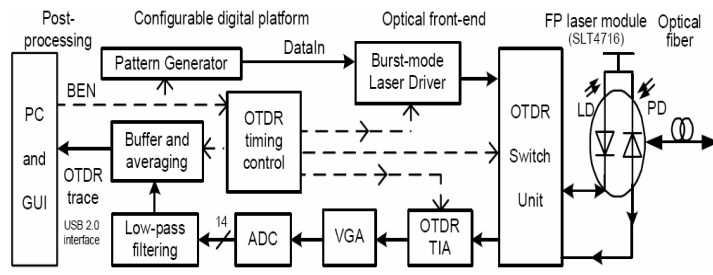 Post-
processing
Configurable digital platform
Optical front-end
FP laser module
(SLT4716)
Optical
fiber
Pattern Generator
DataIn
Burst-mode
Laser Driver
BEN
PC
and
GUI
Buffer and
averaging
OTDR
timing
control
OTDR
Switch
Unit
LD
PD
OTDR
trace
USB 2.0
interface
Low-pass
filtering
14
ADC
VGA
OTDR
TIA